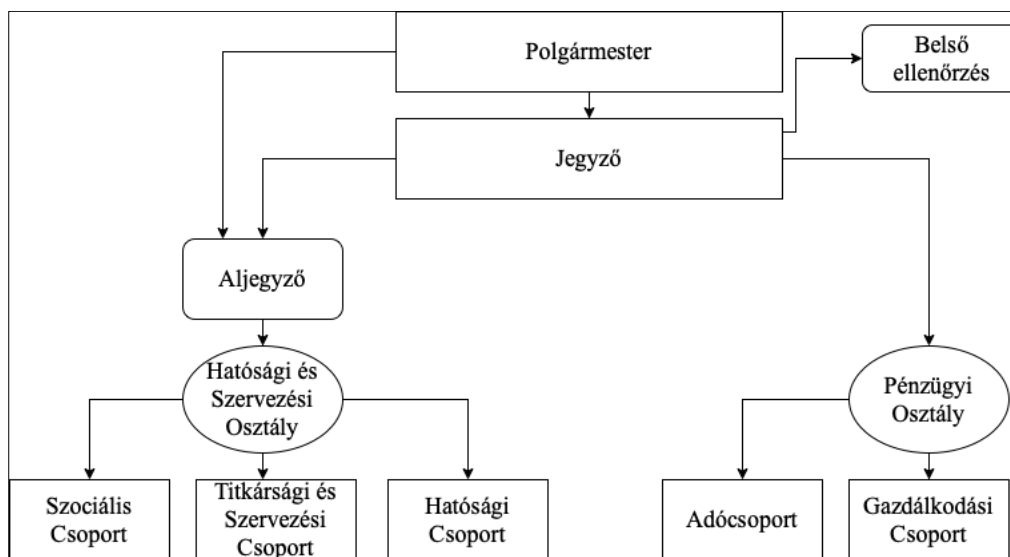 Polgármester
Belső
ellenőrzés
Jegyző
Aljegyző
Hatósági és
Szervezési
Osztály
Pénzügyi
Osztály
Szociális
Csoport
Titkársági és
Szervezési
Csoport
Hatósági
Csoport
Adócsoport
Gazdálkodási
Csoport